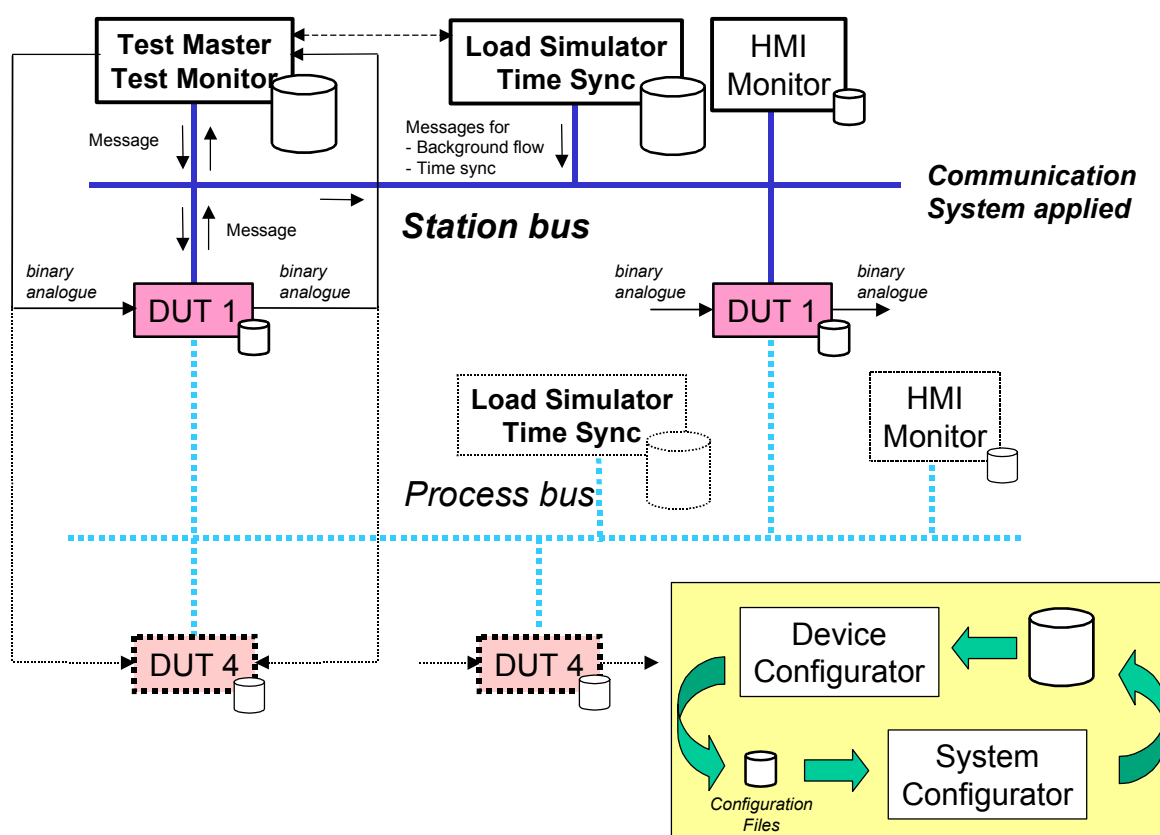 Test Master
Test Monitor
Load Simulator
Time Sync
HMI
Monitor
Message
Messages for
- Background flow
- Time sync
Communication
System applied
Station bus
Message
binary
analogue
binary
analogue
DUT 1
binary
analogue
binary
analogue
DUT 1
Load Simulator
Time Sync
HMI
Monitor
Process bus
DUT 4
DUT 4
Device
Configurator
System
Configurator
Configuration
Files